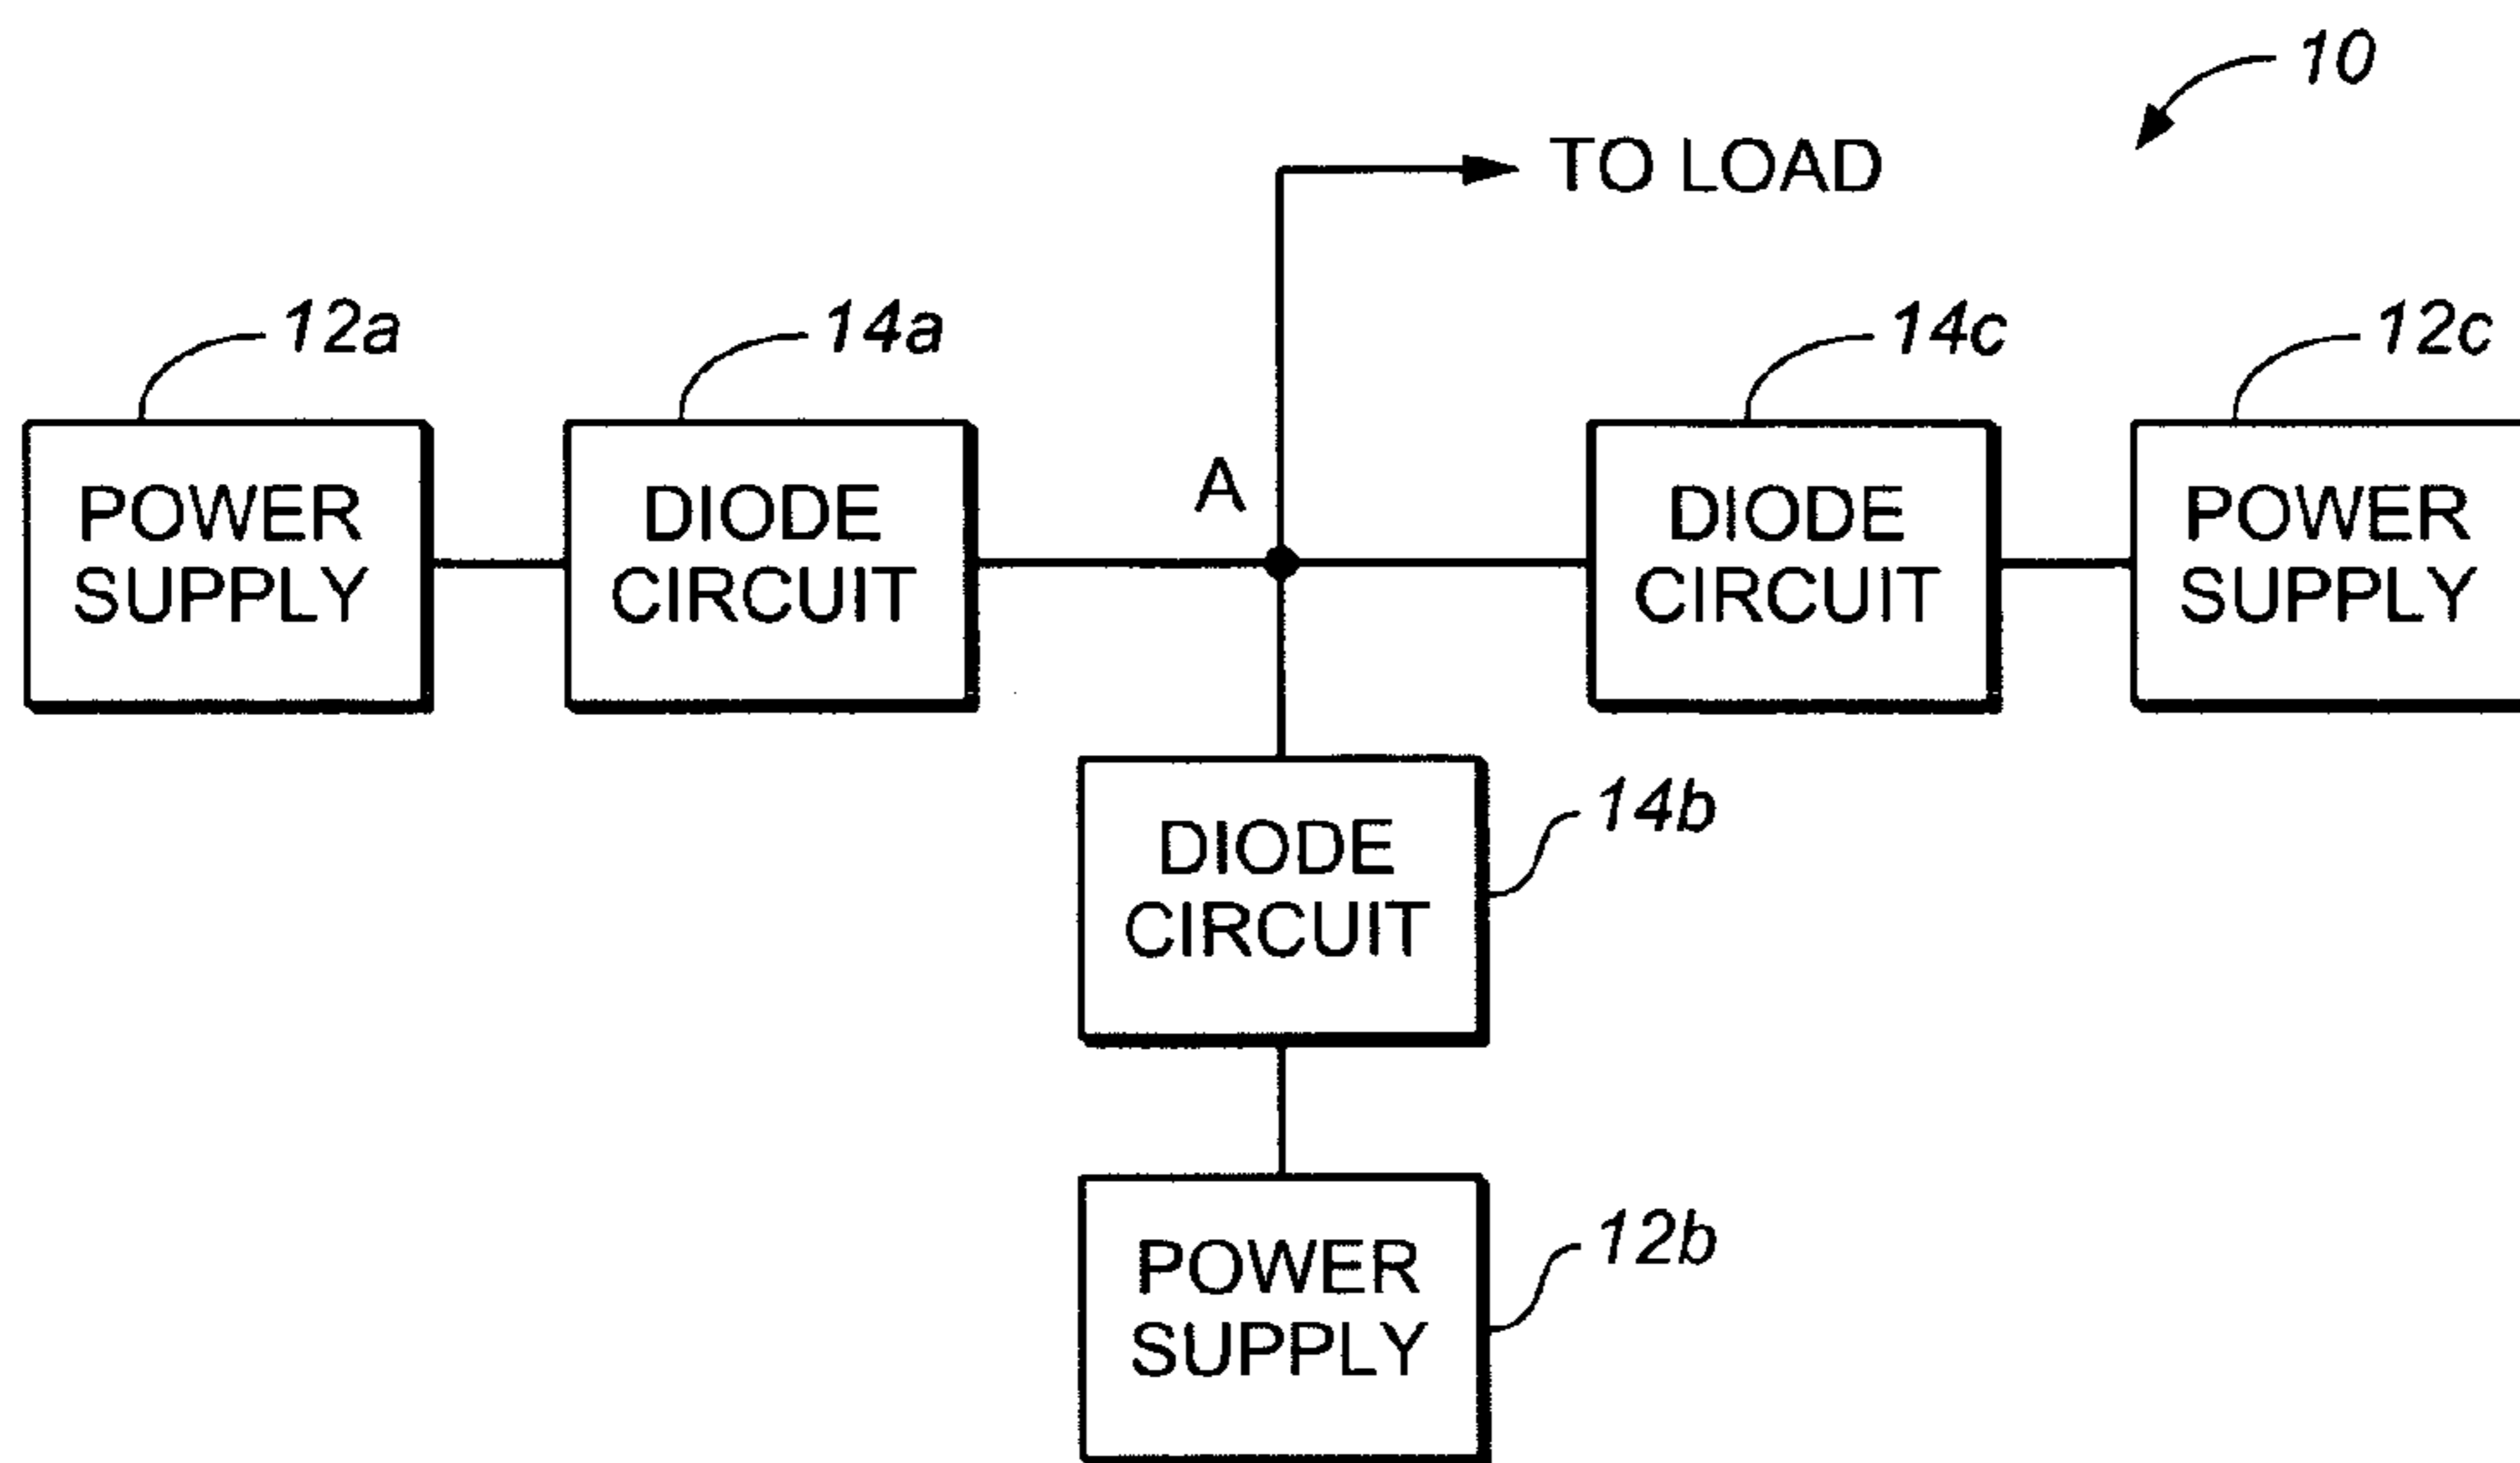 10
TO LOAD
12a
14a
14c
12c
POWER
SUPPLY
DIODE
CIRCUIT
A
DIODE
CIRCUIT
POWER
SUPPLY
14b
DIODE
CIRCUIT
12b
POWER
SUPPLY